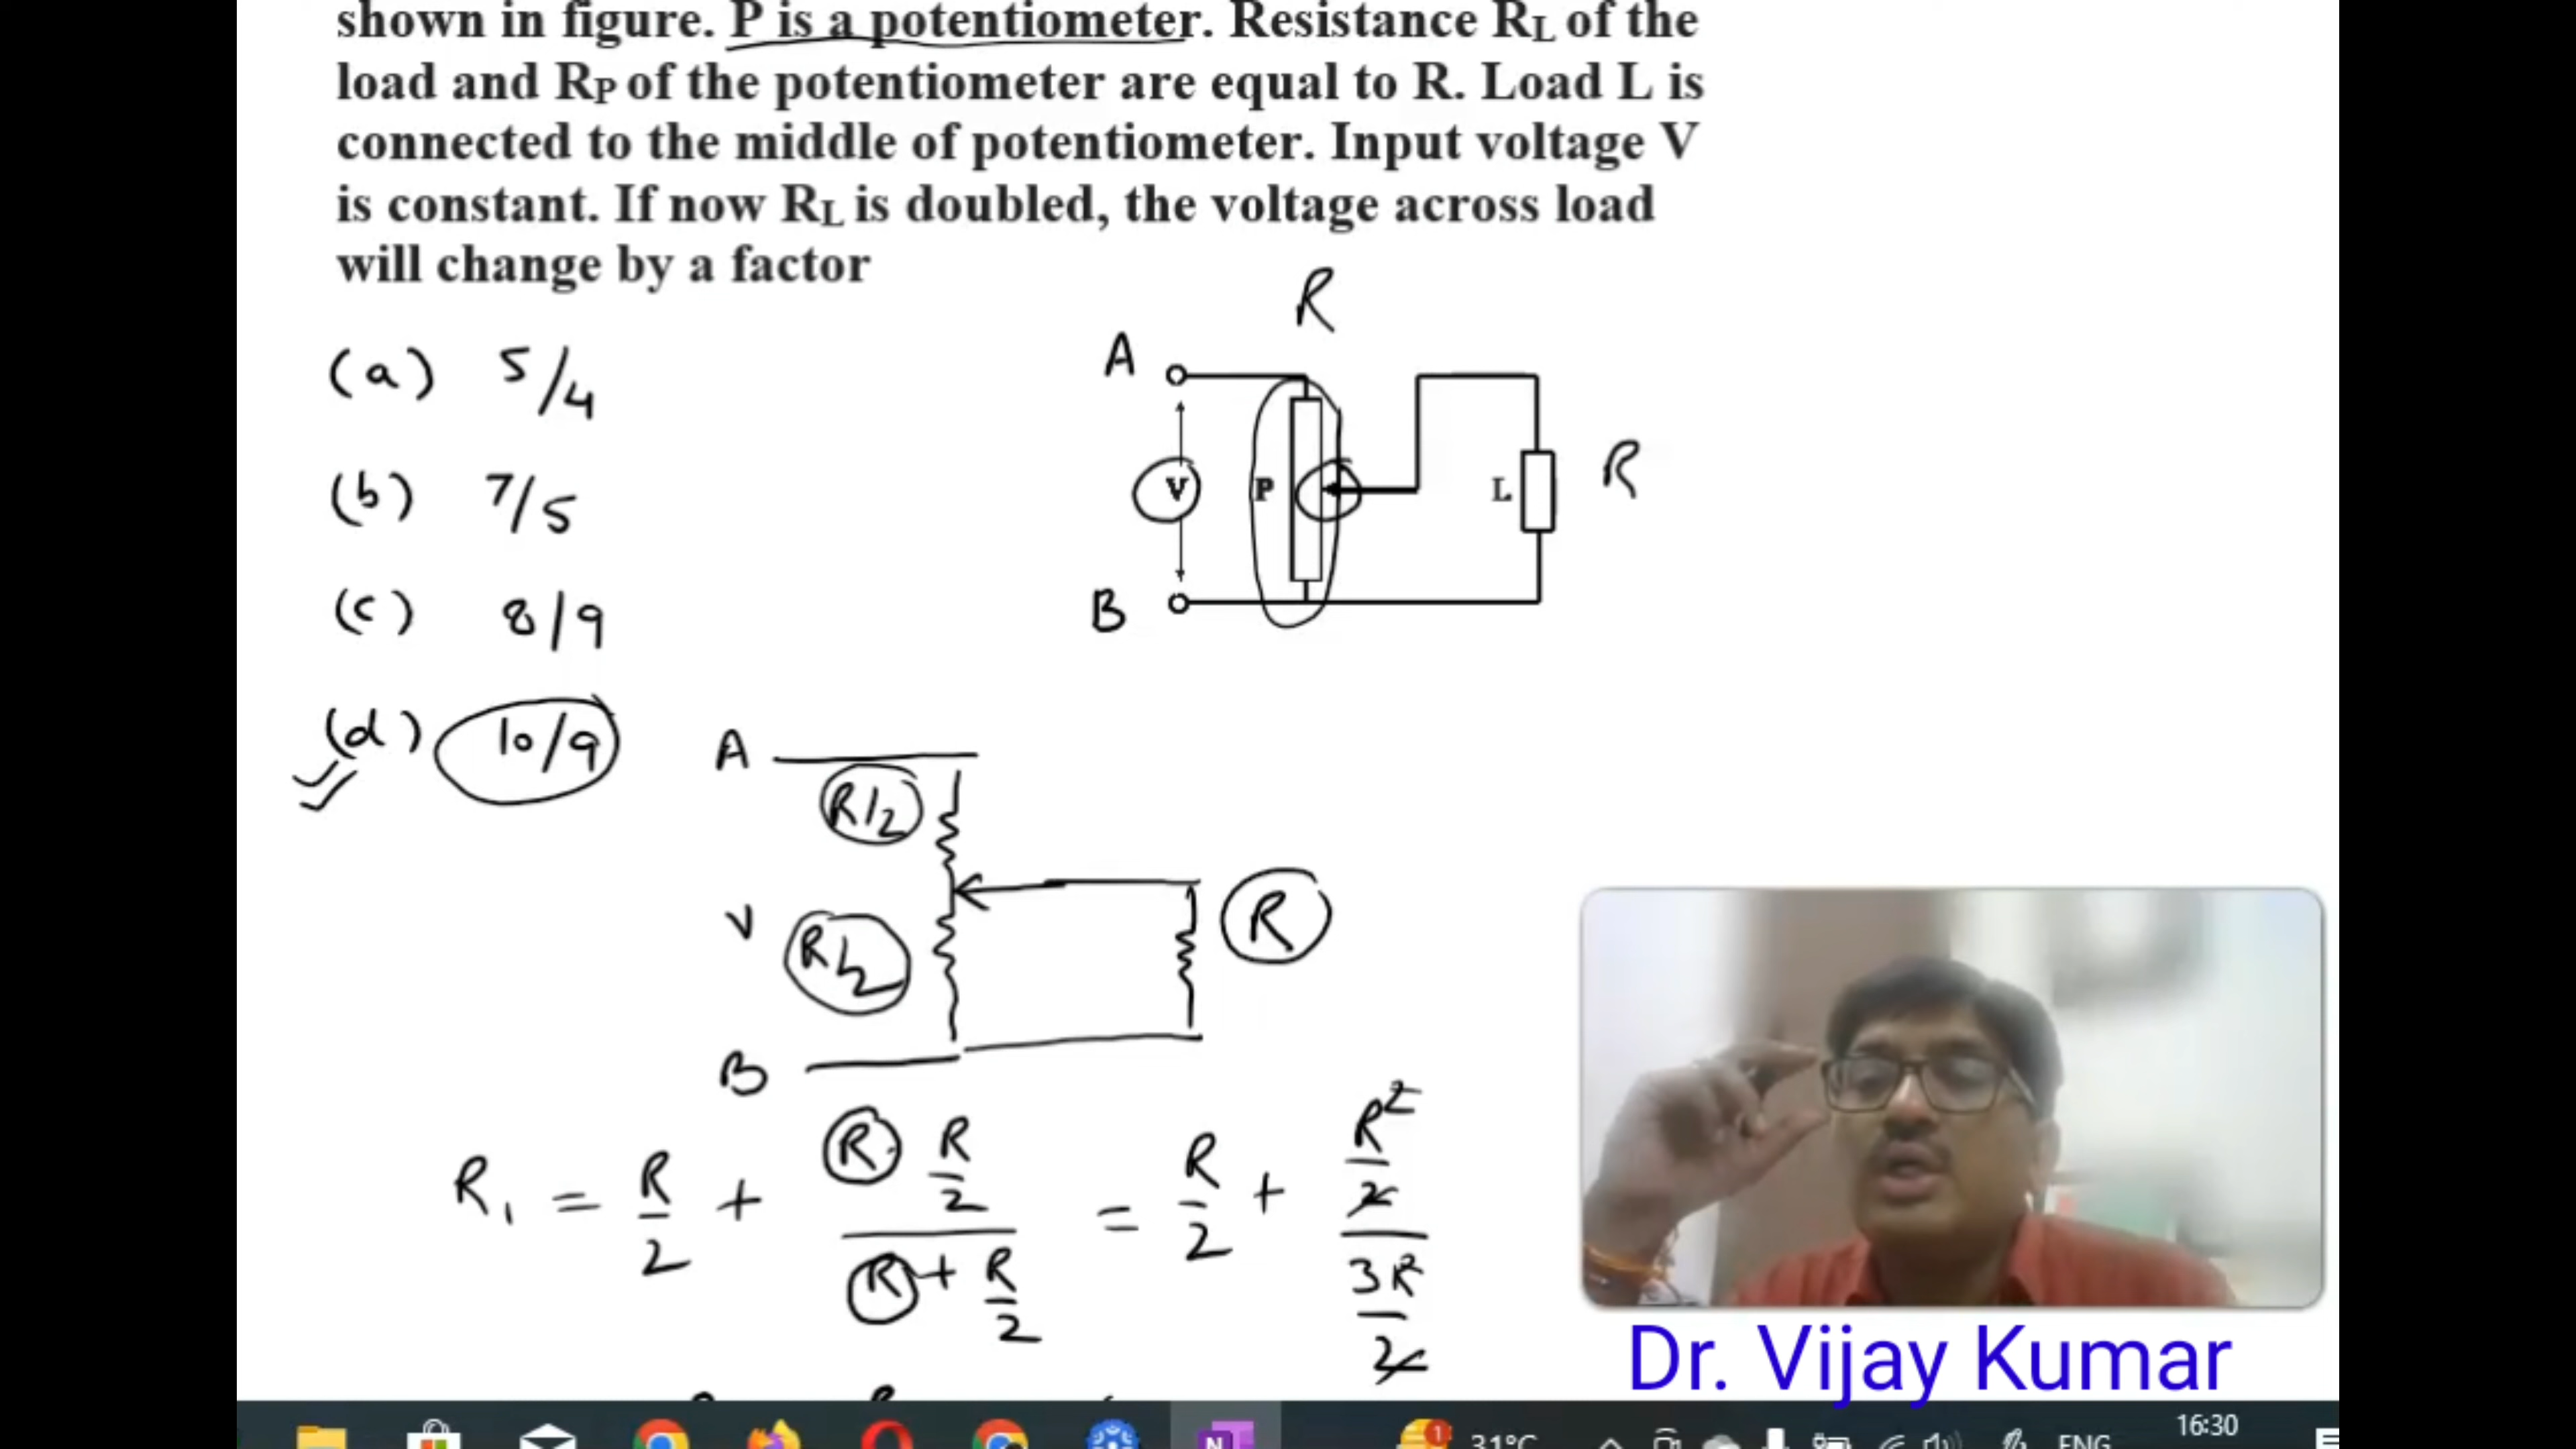 shown in figure. P is a potentiometer. Resistance RL of the
load and RP of the potentiometer are equal to R. Load L is
connected to the middle of potentiometer. Input voltage V
is constant. If now RL is doubled, the voltage across load
will change by a factor
R
(a) 5/4
A
(b) 7/5
V P L R
(c) 8/9
B
(d) 10/9
A
R/2
V R/2 R
B
R₁ = R/2 + (R · R/2)/(R + R/2) = R/2 + (R²/2)/(3R/2)
Dr. Vijay Kumar
1
31°C
ENG
16:30